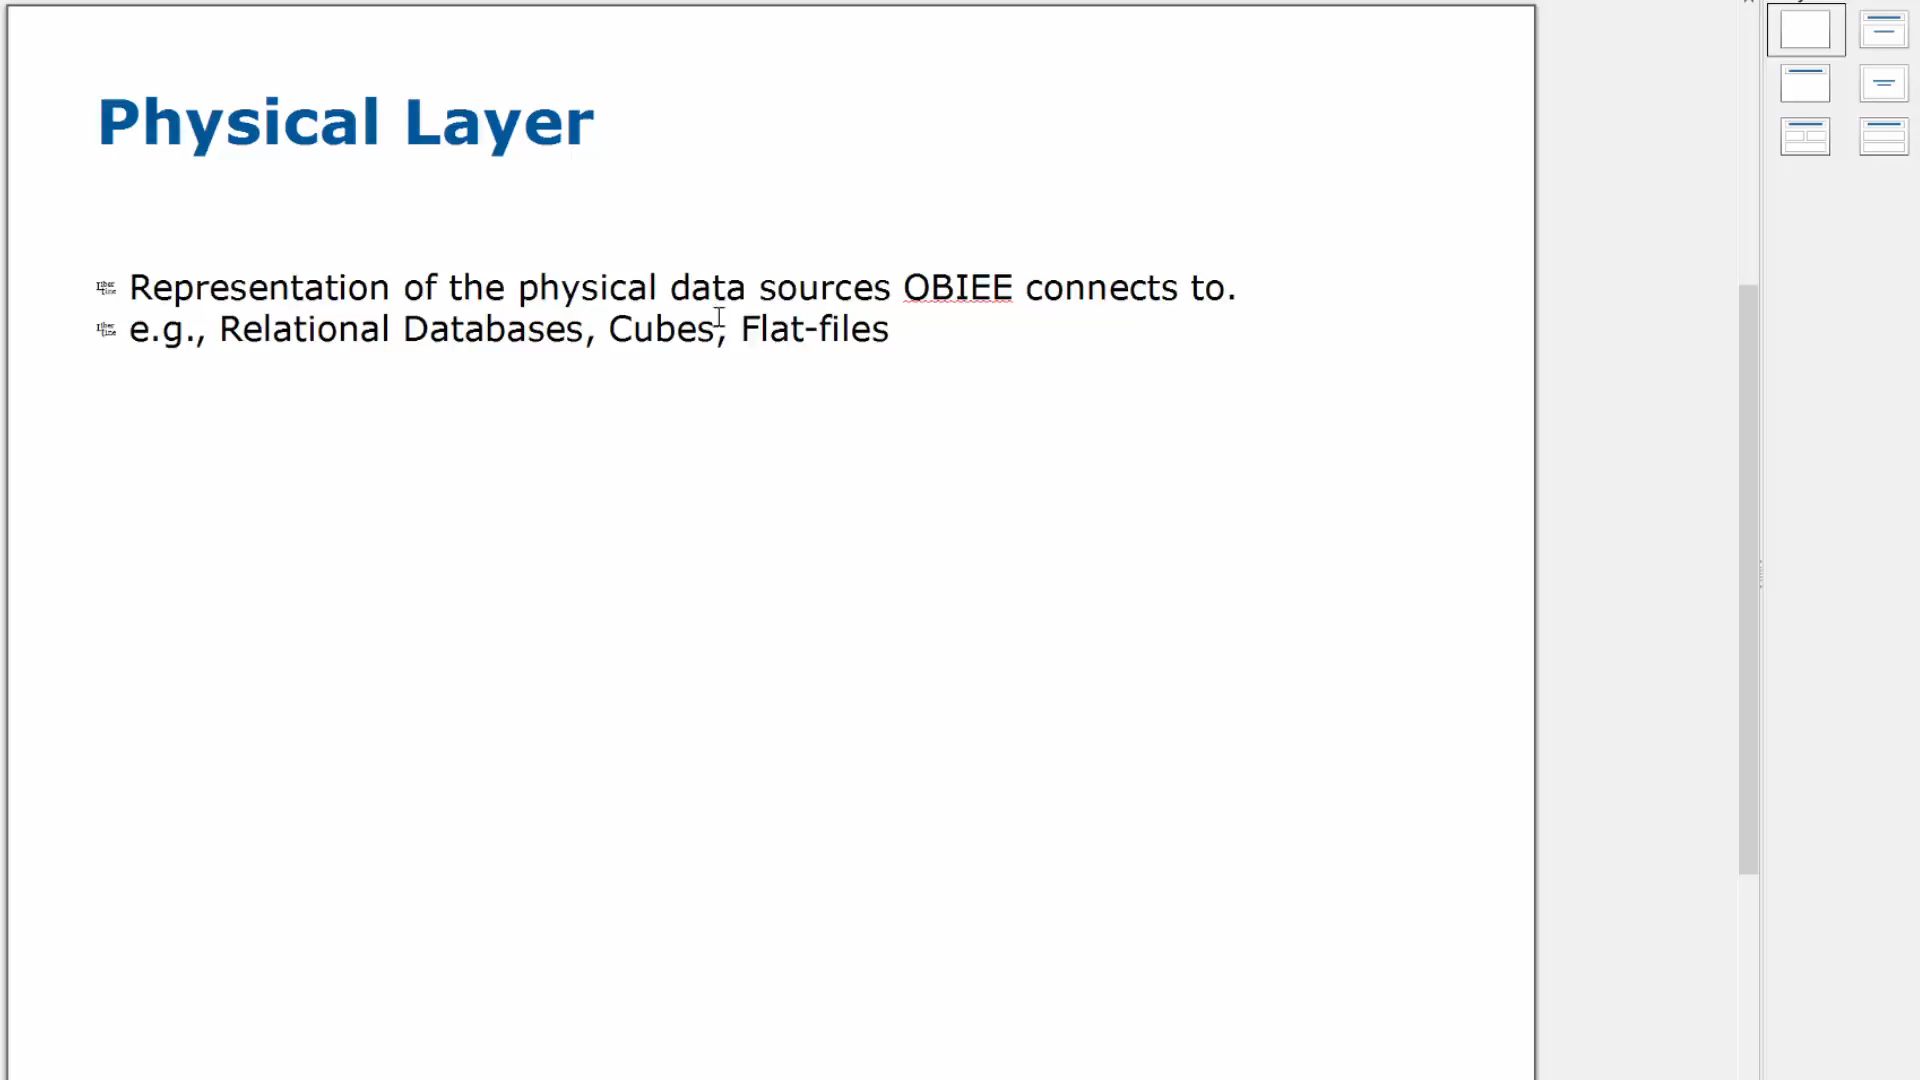 Physical Layer
Representation of the physical data sources OBIEE connects to.
e.g., Relational Databases, Cubes, Flat-files